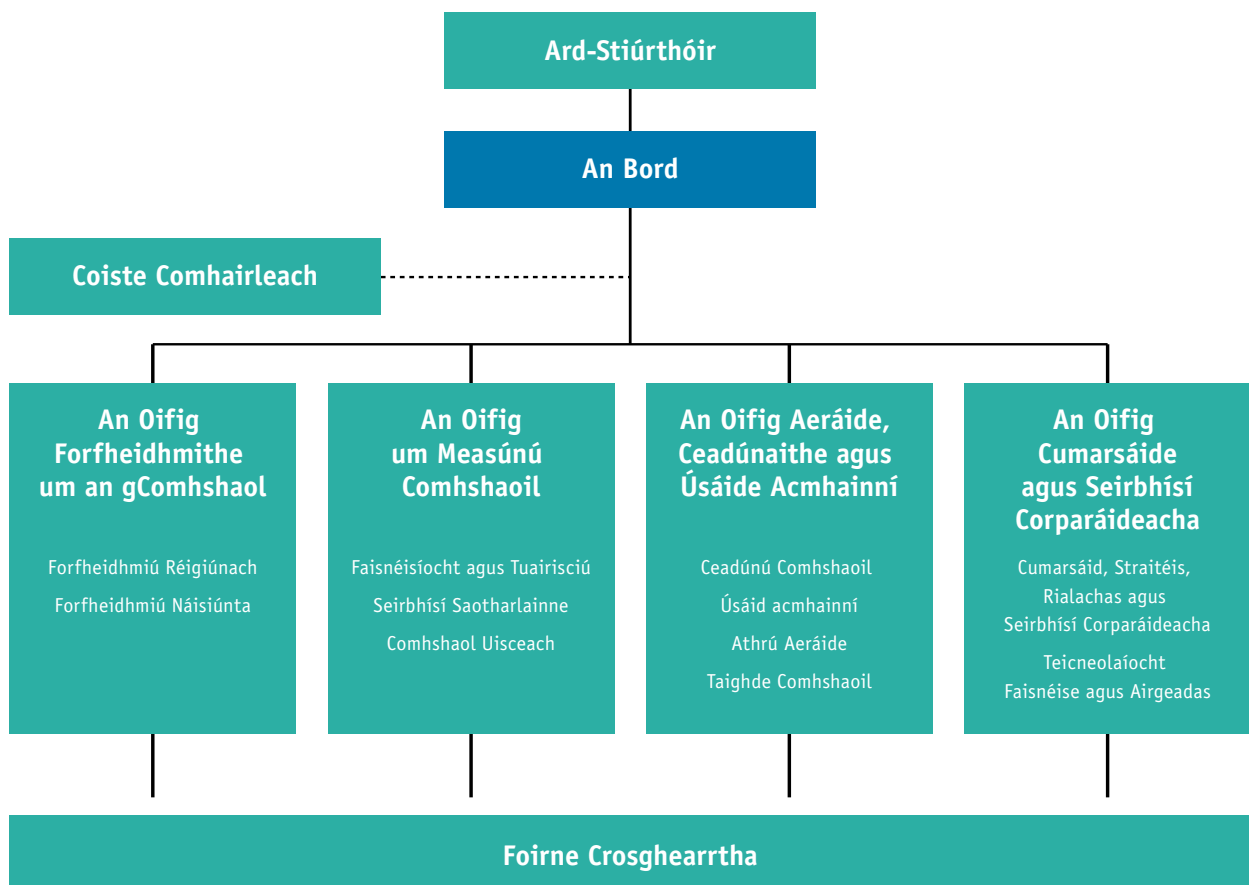 Ard-Stiúrthóir
An Bord
Coiste Comhairleach
An Oifig
Forfheidhmithe
um an gComhshaol
Forfheidhmiú Réigiúnach
Forfheidhmiú Náisiúnta
An Oifig
um Measúnú
Comhshaoil
Faisnéisíocht agus Tuairisciú
Seirbhísí Saotharlainne
Comhshaol Uisceach
An Oifig Aeráide,
Ceadúnaithe agus
Úsáide Acmhainní
Ceadúnú Comhshaoil
Úsáid acmhainní
Athrú Aeráide
Taighde Comhshaoil
An Oifig
Cumarsáide
agus Seirbhísí
Corparáideacha
Cumarsáid, Straitéis,
Rialachas agus
Seirbhísí Corparáideacha
Teicneolaíocht
Faisnéise agus Airgeadas
Foirne Crosghearrtha